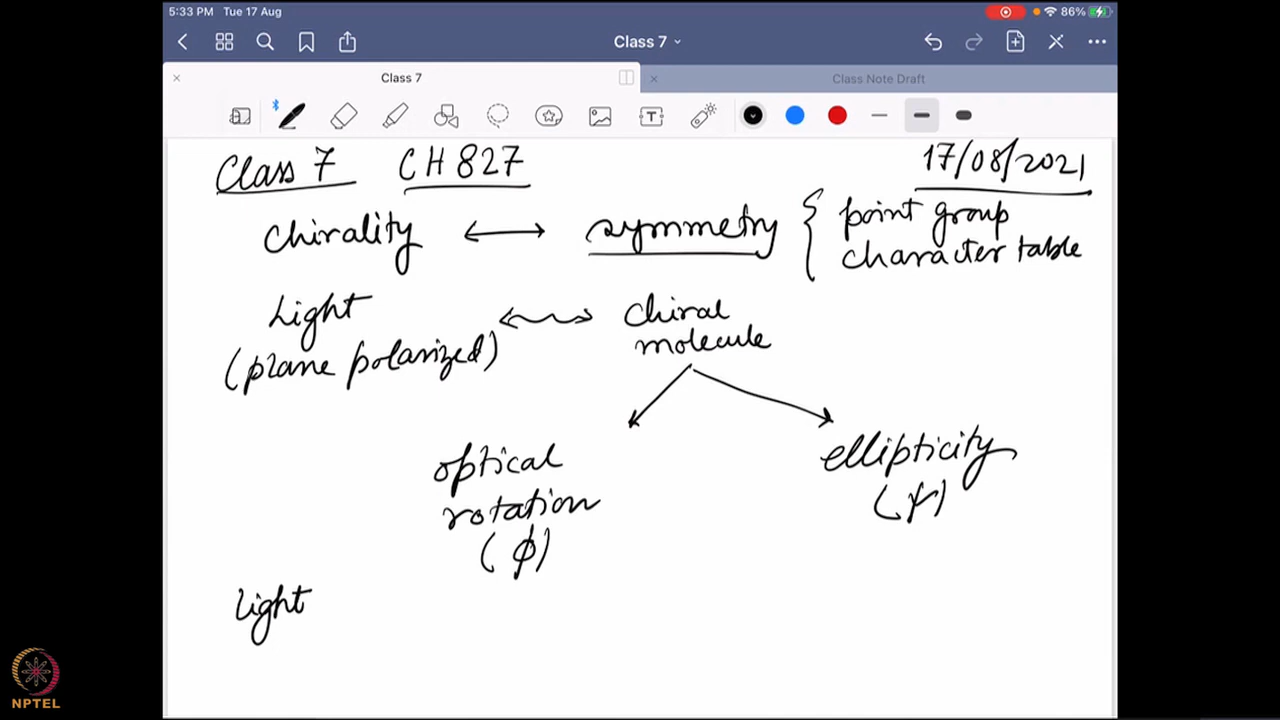 5:33 PM Tue 17 Aug 86%
Class 7
Class 7 Class Note Draft
T
Class 7 CH 827 17/08/2021
Chirality ↔ symmetry { point group
character table
Light ↔ chiral
(plane polarized) molecule
optical ellipticity
rotation (ψ)
(ϕ)
light
NPTEL